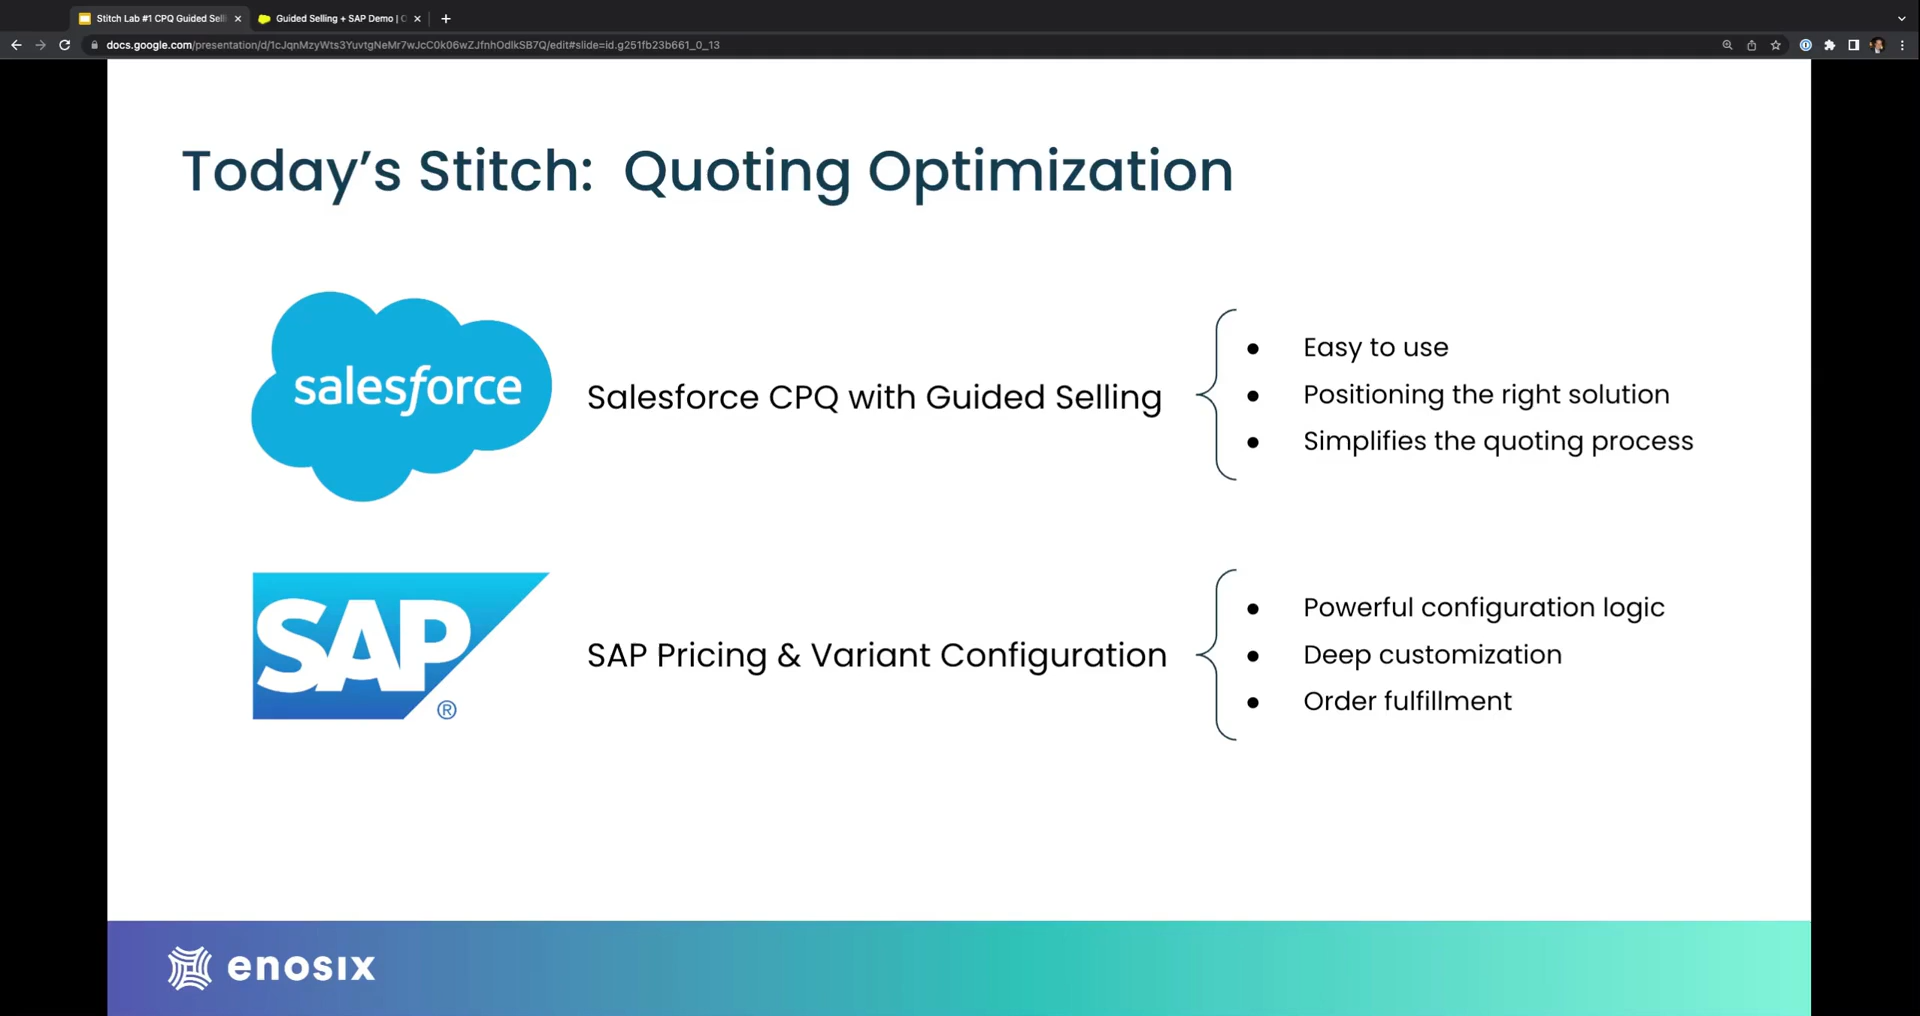 Stitch Lab #1 CPQ Guided Sell
Guided Selling + SAP Demo |
docs.google.com/presentation/d/1cJqnMzyWts3YuvtgNeMr7wJcC0k06wZJfnhOdlkSB7Q/edit#slide=id.g251fb23b661_0_13
Today's Stitch: Quoting Optimization
salesforce
Salesforce CPQ with Guided Selling
● Easy to use
● Positioning the right solution
● Simplifies the quoting process
SAP
®
SAP Pricing & Variant Configuration
● Powerful configuration logic
● Deep customization
● Order fulfillment
enosix